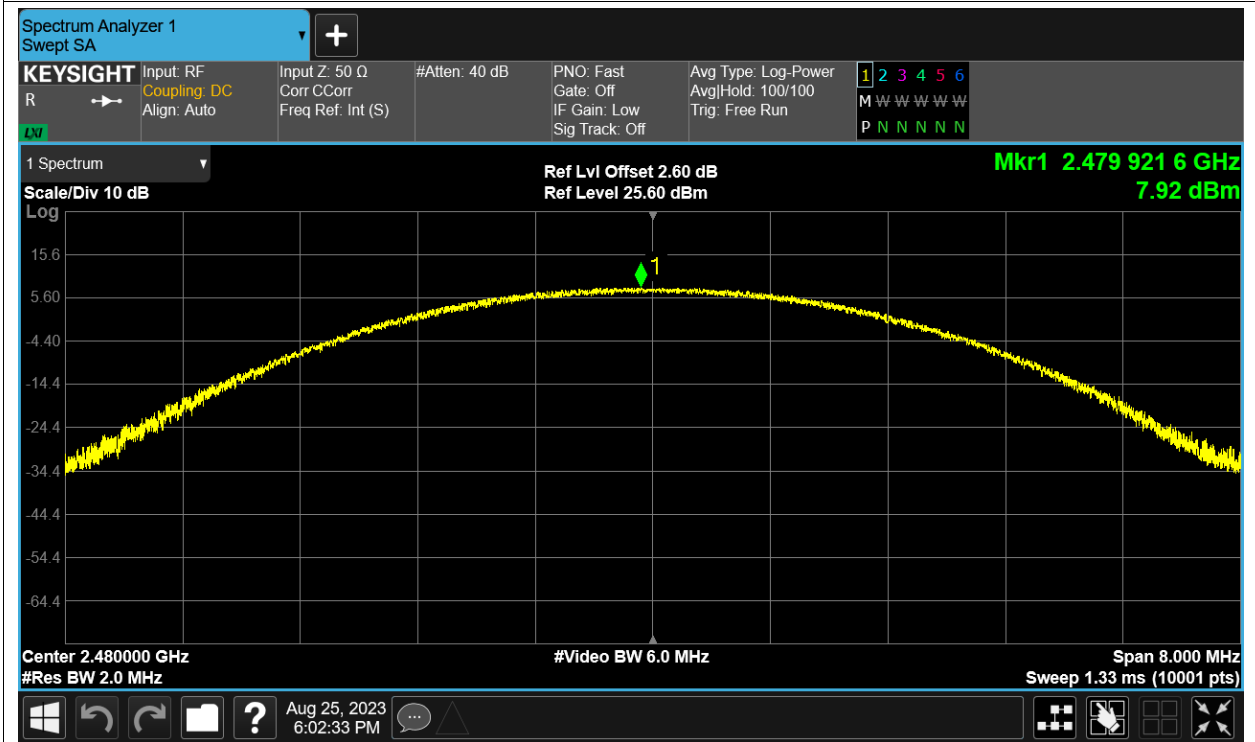 Spectrum Analyzer 1
Swept SA
+
KEYSIGHT
R
LXI
Input: RF
Coupling: DC
Align: Auto
Input Z: 50 Ω
Corr CCorr
Freq Ref: Int (S)
#Atten: 40 dB
PNO: Fast
Gate: Off
IF Gain: Low
Sig Track: Off
Avg Type: Log-Power
Avg|Hold: 100/100
Trig: Free Run
1 2 3 4 5 6
M W W W W W
P N N N N N
1 Spectrum
Scale/Div 10 dB
Log
Ref Lvl Offset 2.60 dB
Ref Level 25.60 dBm
Mkr1 2.479 921 6 GHz
7.92 dBm
15.6
5.60
-4.40
-14.4
-24.4
-34.4
-44.4
-54.4
-64.4
1
Center 2.480000 GHz
#Res BW 2.0 MHz
#Video BW 6.0 MHz
Span 8.000 MHz
Sweep 1.33 ms (10001 pts)
?
Aug 25, 2023
6:02:33 PM